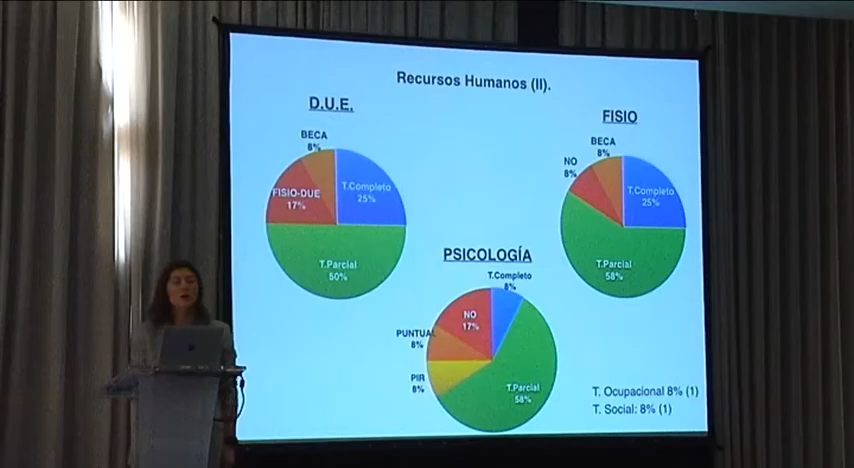 Recursos Humanos (II).
D.U.E.
BECA
8%
FISIO-DUE
17%
T.Completo
25%
T.Parcial
50%
FISIO
BECA
8%
NO
8%
T.Completo
25%
T.Parcial
58%
PSICOLOGÍA
T.Completo
8%
NO
17%
PUNTUAL
8%
PIR
8%
T.Parcial
58%
T. Ocupacional 8% (1)
T. Social: 8% (1)